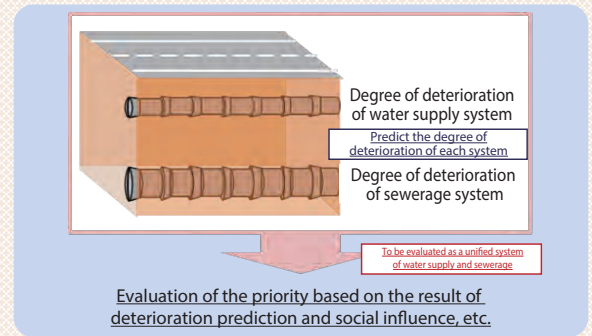 Degree of deterioration
of water supply system
Predict the degree of
deterioration of each system
Degree of deterioration
of sewerage system
To be evaluated as a unified system
of water supply and sewerage
Evaluation of the priority based on the result of
deterioration prediction and social influence, etc.